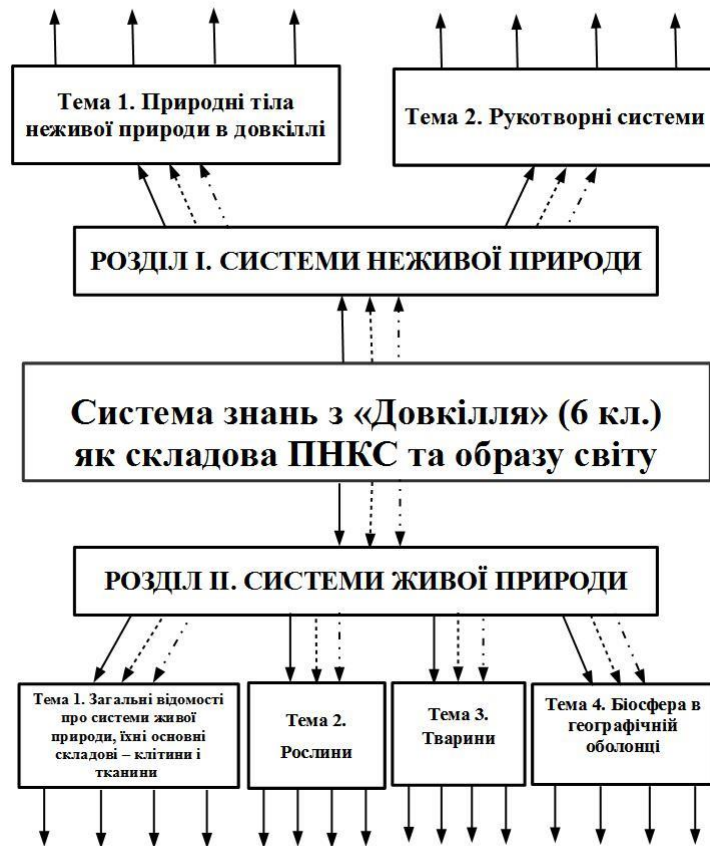 Тема 1. Природні тіла
неживої природи в довкіллі
Тема 2. Рукотворні системи
РОЗДІЛ І. СИСТЕМИ НЕЖИВОЇ ПРИРОДИ
Система знань з «Довкілля» (6 кл.)
як складова ПНКС та образу світу
РОЗДІЛ ІІ. СИСТЕМИ ЖИВОЇ ПРИРОДИ
Тема 1. Загальні відомості
про системи живої
природи, їхні основні
складові – клітини і
тканини
Тема 2.
Рослини
Тема 3.
Тварини
Тема 4. Біосфера в
географічній
оболонці